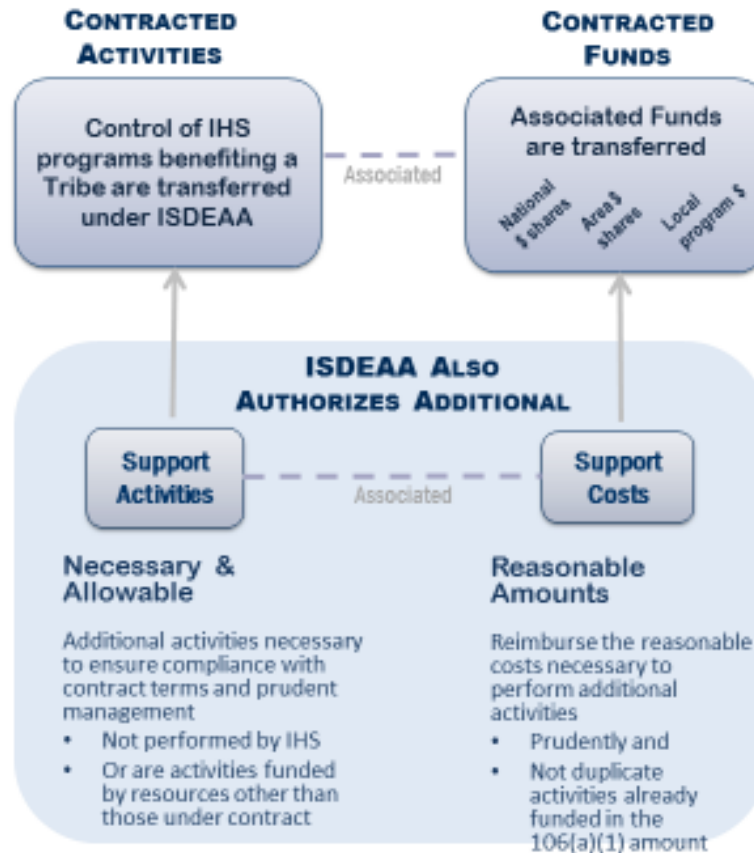 CONTRACTED
ACTIVITIES
CONTRACTED
FUNDS
Control of IHS
programs benefiting a
Tribe are transferred
under ISDEAA
Associated
Associated Funds
are transferred
National
$ shares
Area $
shares
Local
program $
ISDEAA ALSO
AUTHORIZES ADDITIONAL
Support
Activities
Associated
Support
Costs
Necessary &
Allowable
Additional activities necessary
to ensure compliance with
contract terms and prudent
management
• Not performed by IHS
• Or are activities funded
by resources other than
those under contract
Reasonable
Amounts
Reimburse the reasonable
costs necessary to
perform additional
activities
• Prudently and
• Not duplicate
activities already
funded in the
106(a)(1) amount